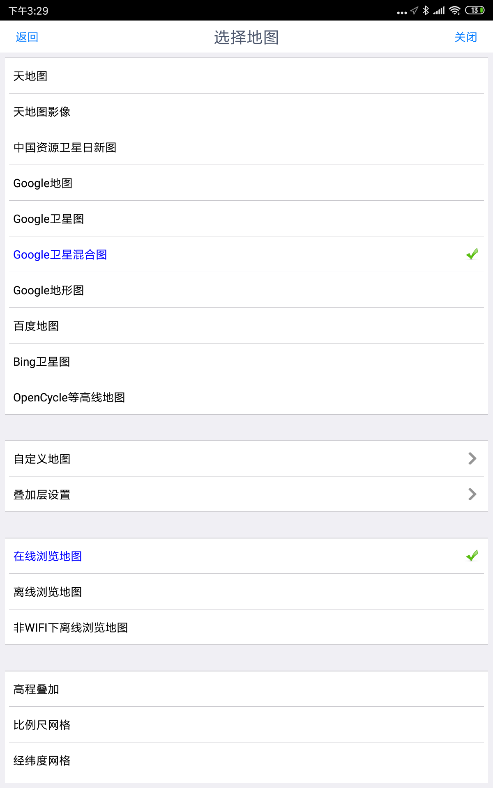 下午3:29
13
返回
选择地图
关闭
天地图
天地图影像
中国资源卫星日新图
Google地图
Google卫星图
Google卫星混合图
Google地形图
百度地图
Bing卫星图
OpenCycle等高线地图
自定义地图
叠加层设置
在线浏览地图
离线浏览地图
非WIFI下离线浏览地图
高程叠加
比例尺网格
经纬度网格